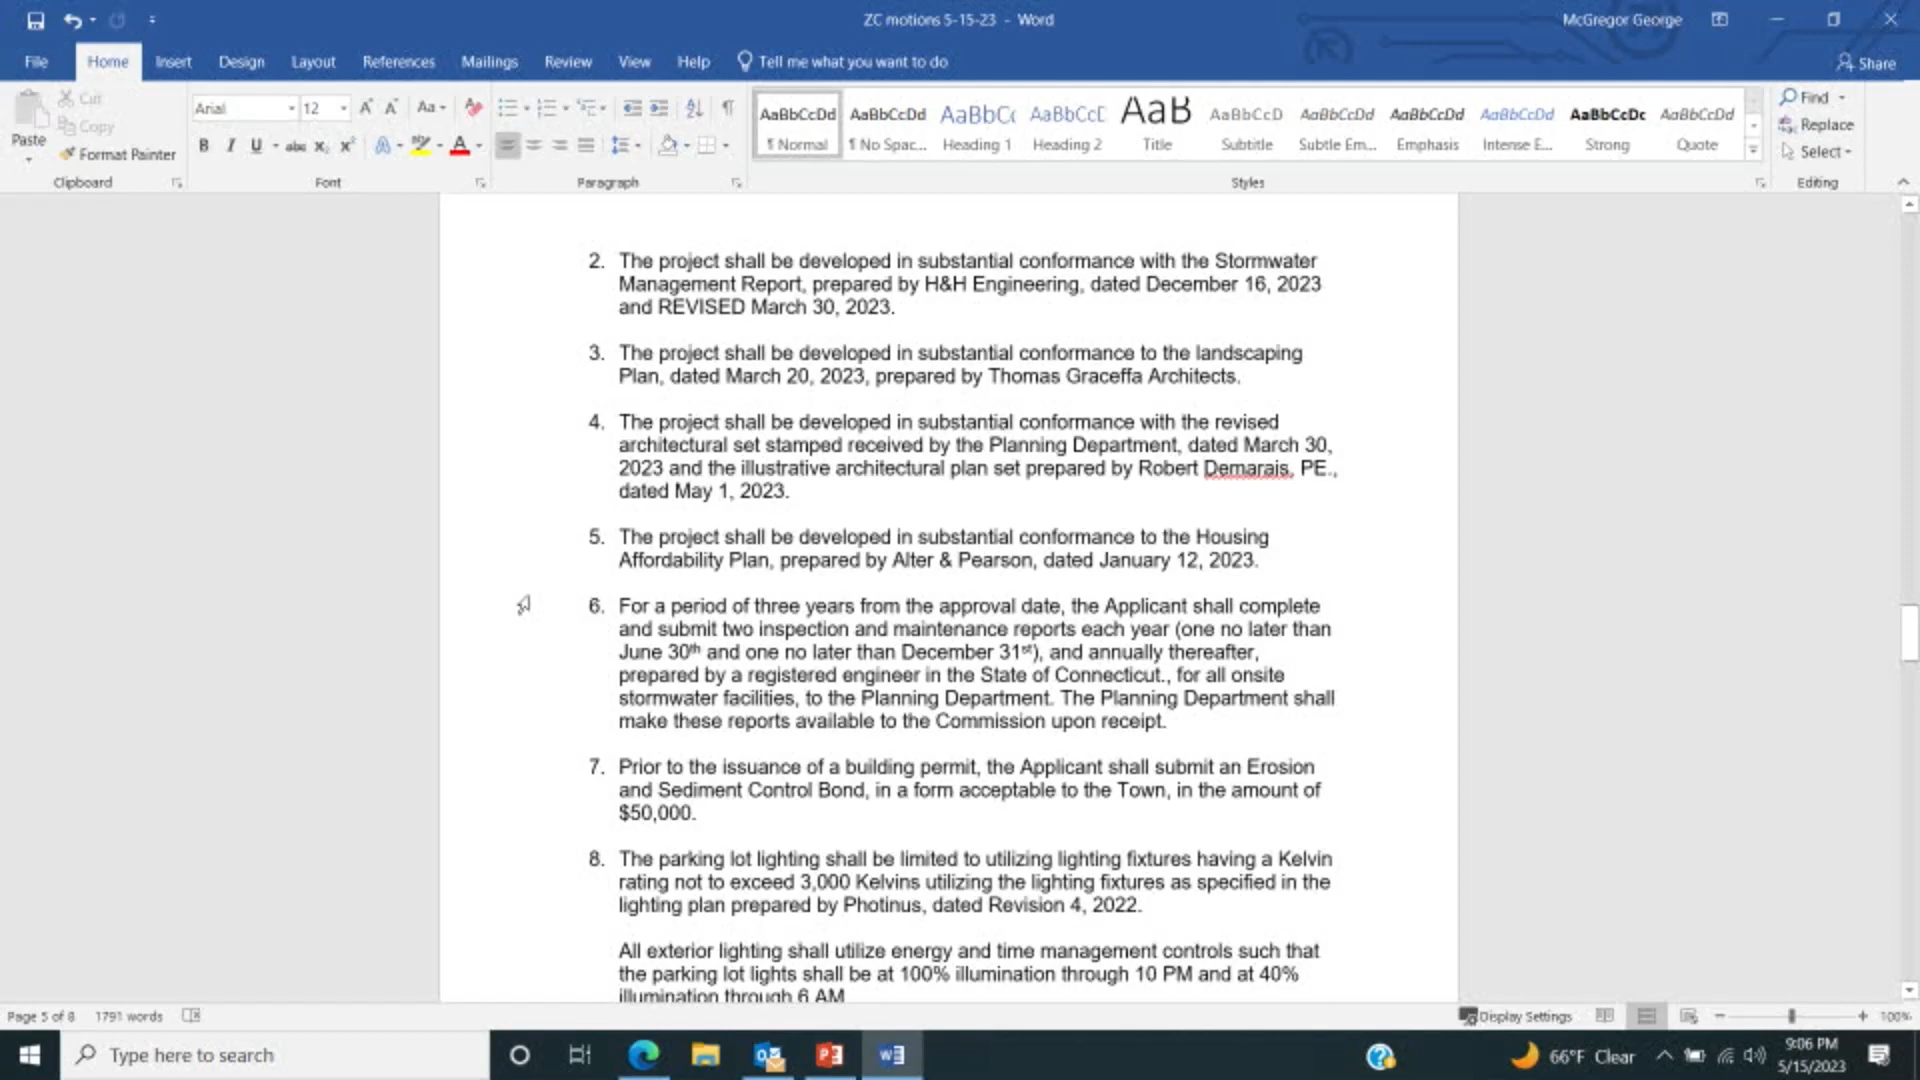 ZC motions 5-15-23 - Word
McGregor George
File Home Insert Design Layout References Mailings Review View Help Tell me what you want to do
Share
Paste
Cut
Copy
Format Painter
Clipboard
Arial 12
Font
Paragraph
AaBbCcDd AaBbCcDd AaBbCc AaBbCcD AaB AaBbCcD AaBbCcDd AaBbCcDd AaBbCcDd AaBbCcDc AaBbCcDd
¶ Normal ¶ No Spac... Heading 1 Heading 2 Title Subtitle Subtle Em... Emphasis Intense E... Strong Quote
Styles
Find
Replace
Select
Editing
2. The project shall be developed in substantial conformance with the Stormwater
Management Report, prepared by H&H Engineering, dated December 16, 2023
and REVISED March 30, 2023.
3. The project shall be developed in substantial conformance to the landscaping
Plan, dated March 20, 2023, prepared by Thomas Graceffa Architects.
4. The project shall be developed in substantial conformance with the revised
architectural set stamped received by the Planning Department, dated March 30,
2023 and the illustrative architectural plan set prepared by Robert Demarais, PE.,
dated May 1, 2023.
5. The project shall be developed in substantial conformance to the Housing
Affordability Plan, prepared by Alter & Pearson, dated January 12, 2023.
6. For a period of three years from the approval date, the Applicant shall complete
and submit two inspection and maintenance reports each year (one no later than
June 30th and one no later than December 31st), and annually thereafter,
prepared by a registered engineer in the State of Connecticut., for all onsite
stormwater facilities, to the Planning Department. The Planning Department shall
make these reports available to the Commission upon receipt.
7. Prior to the issuance of a building permit, the Applicant shall submit an Erosion
and Sediment Control Bond, in a form acceptable to the Town, in the amount of
$50,000.
8. The parking lot lighting shall be limited to utilizing lighting fixtures having a Kelvin
rating not to exceed 3,000 Kelvins utilizing the lighting fixtures as specified in the
lighting plan prepared by Photinus, dated Revision 4, 2022.
All exterior lighting shall utilize energy and time management controls such that
the parking lot lights shall be at 100% illumination through 10 PM and at 40%
illumination through 6 AM
Page 5 of 8 1791 words
Display Settings
100%
Type here to search
66°F Clear
9:06 PM
5/15/2023